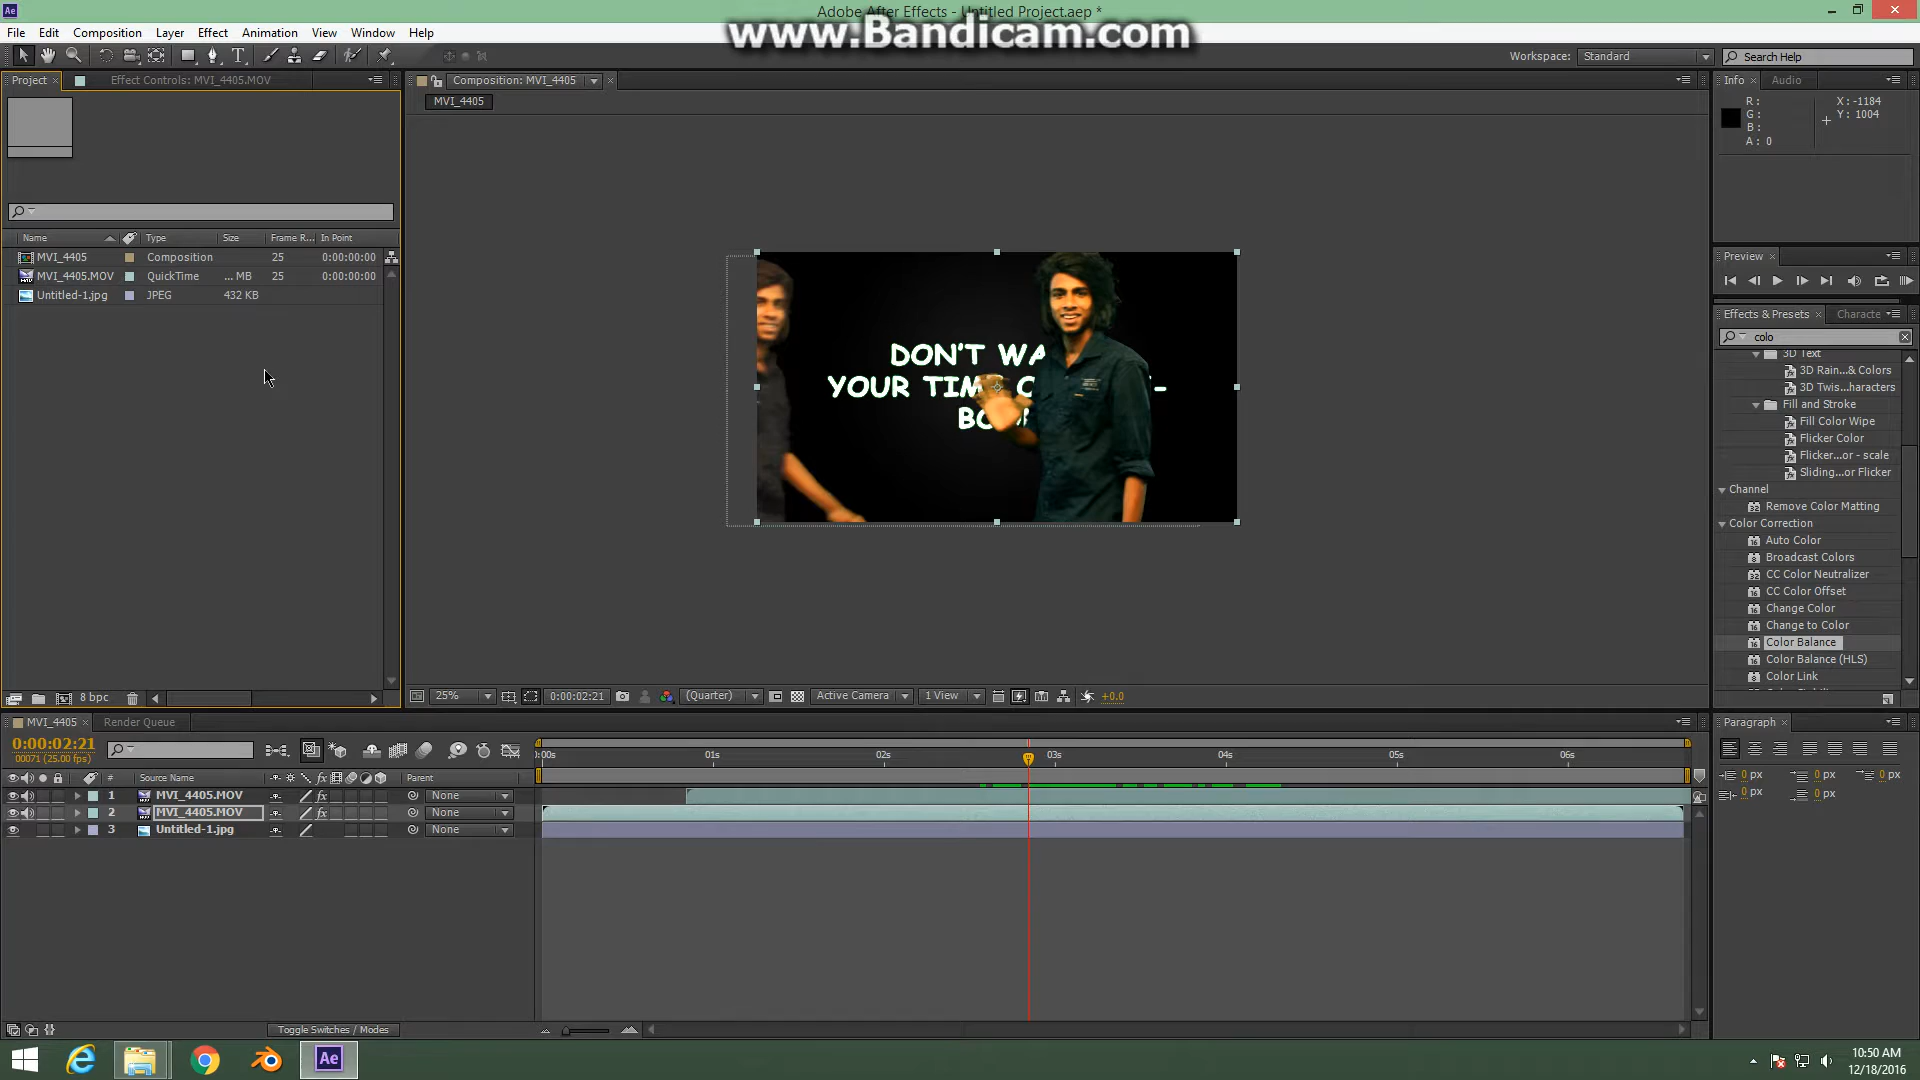 Adobe After Effects - Untitled Project.aep *
www.Bandicam.com
File Edit Composition Layer Effect Animation View Window Help
Workspace: Standard Search Help
Project Effect Controls: MVI_4405.MOV
Composition: MVI_4405
MVI_4405
Info Audio
R:
G:
B:
A: 0
X: -1184
Y: 1004
Name Type Size Frame R... In Point
MVI_4405 Composition 25 0:00:00:00
MVI_4405.MOV QuickTime ... MB 25 0:00:00:00
Untitled-1.jpg JPEG 432 KB
DON'T WA
YOUR TIM
Preview
Effects & Presets Characte
colo
3D Text
3D Rain...& Colors
3D Twis...haracters
Fill and Stroke
Fill Color Wipe
Flicker Color
Flicker...or - scale
Sliding...or Flicker
Channel
Remove Color Matting
Color Correction
Auto Color
Broadcast Colors
CC Color Neutralizer
CC Color Offset
Change Color
Change to Color
Color Balance
Color Balance (HLS)
Color Link
8 bpc
25% 0:00:02:21 (Quarter) Active Camera 1 View +0.0
MVI_4405 Render Queue
0:00:02:21
00071 (25.00 fps)
:00s 01s 02s 03s 04s 05s 06s
# Source Name Parent
1 MVI_4405.MOV None
2 MVI_4405.MOV None
3 Untitled-1.jpg None
Paragraph
0 px 0 px 0 px
0 px 0 px
Toggle Switches / Modes
Ae
10:50 AM
12/18/2016